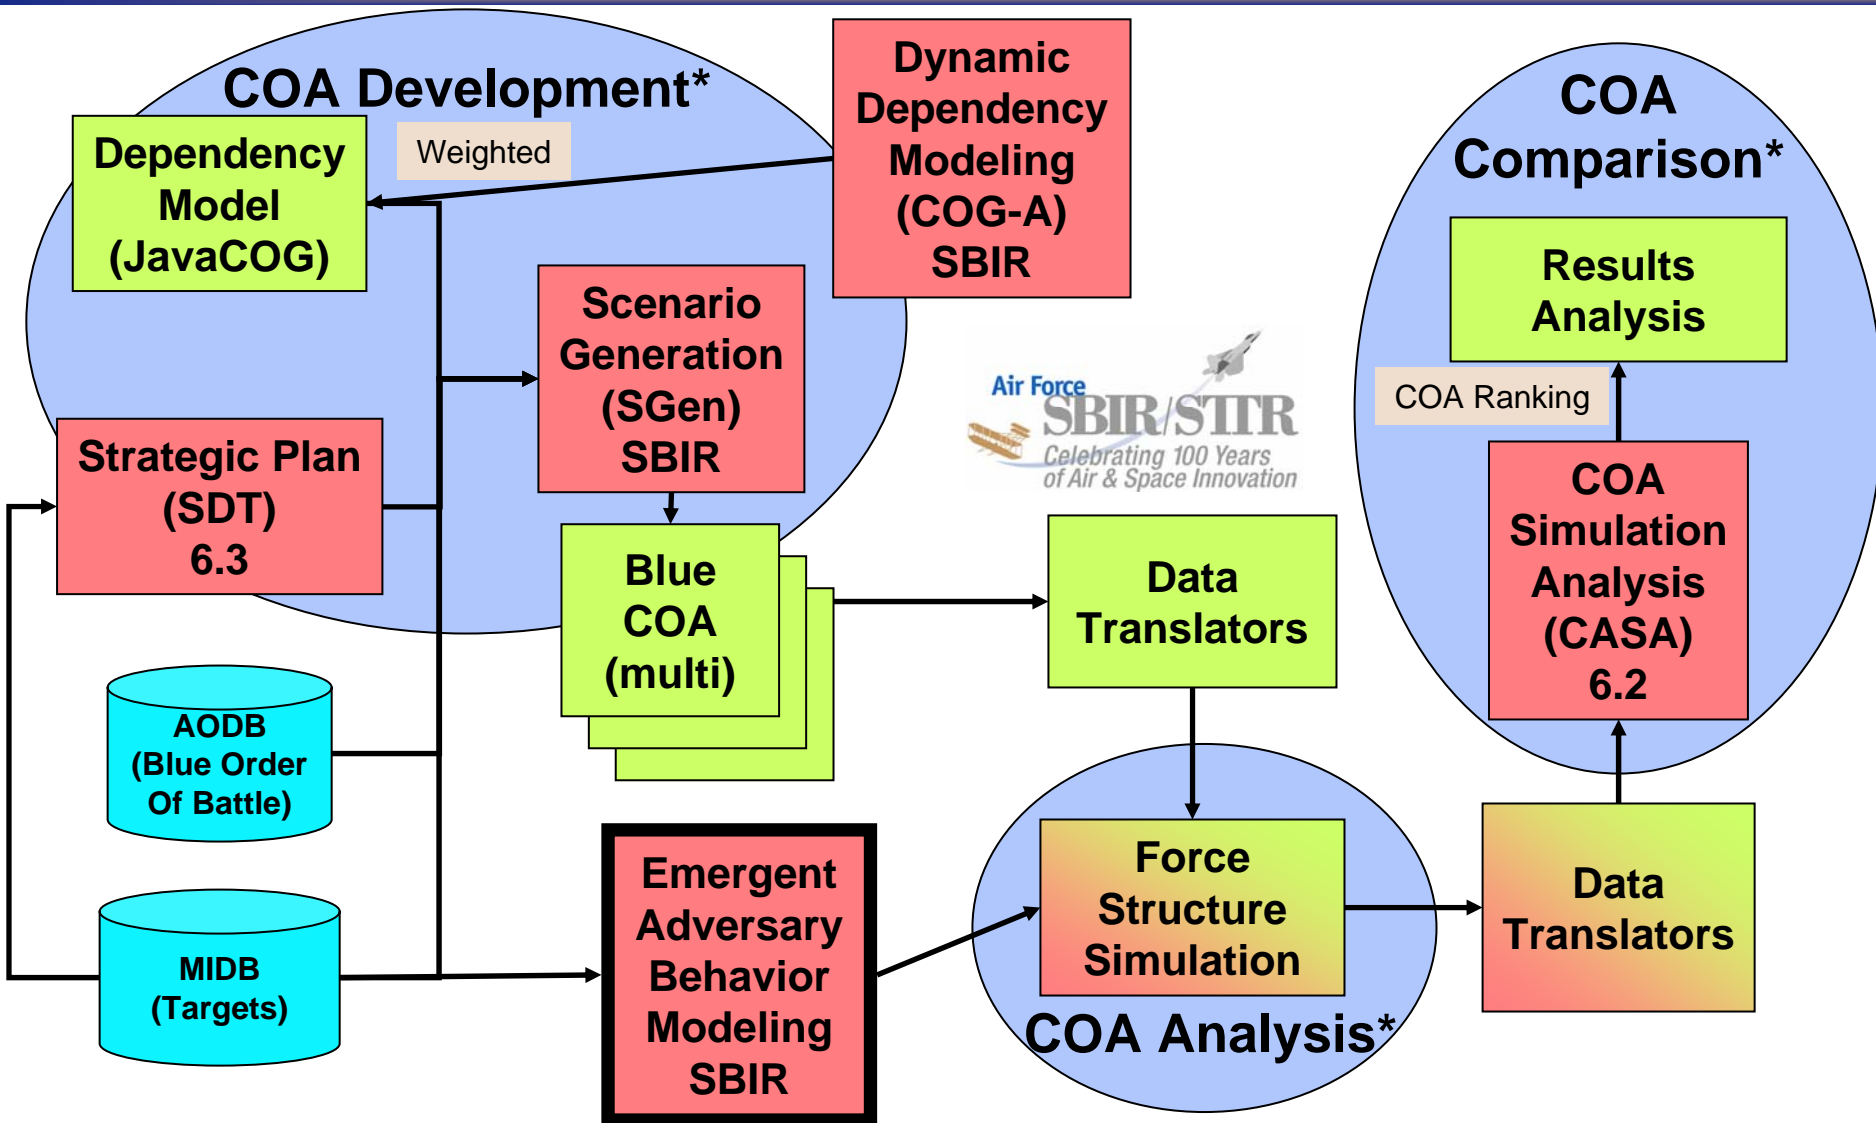 COA Development*
Dependency
Model
(JavaCOG)
Weighted
Dynamic
Dependency
Modeling
(COG-A)
SBIR
COA
Comparison*
Results
Analysis
COA Ranking
Scenario
Generation
(SGen)
SBIR
Air Force
SBIR/STTR
Celebrating 100 Years
of Air & Space Innovation
Strategic Plan
(SDT)
6.3
COA
Simulation
Analysis
(CASA)
6.2
Blue
COA
(multi)
Data
Translators
AODB
(Blue Order
Of Battle)
Emergent
Adversary
Behavior
Modeling
SBIR
Force
Structure
Simulation
COA Analysis*
Data
Translators
MIDB
(Targets)